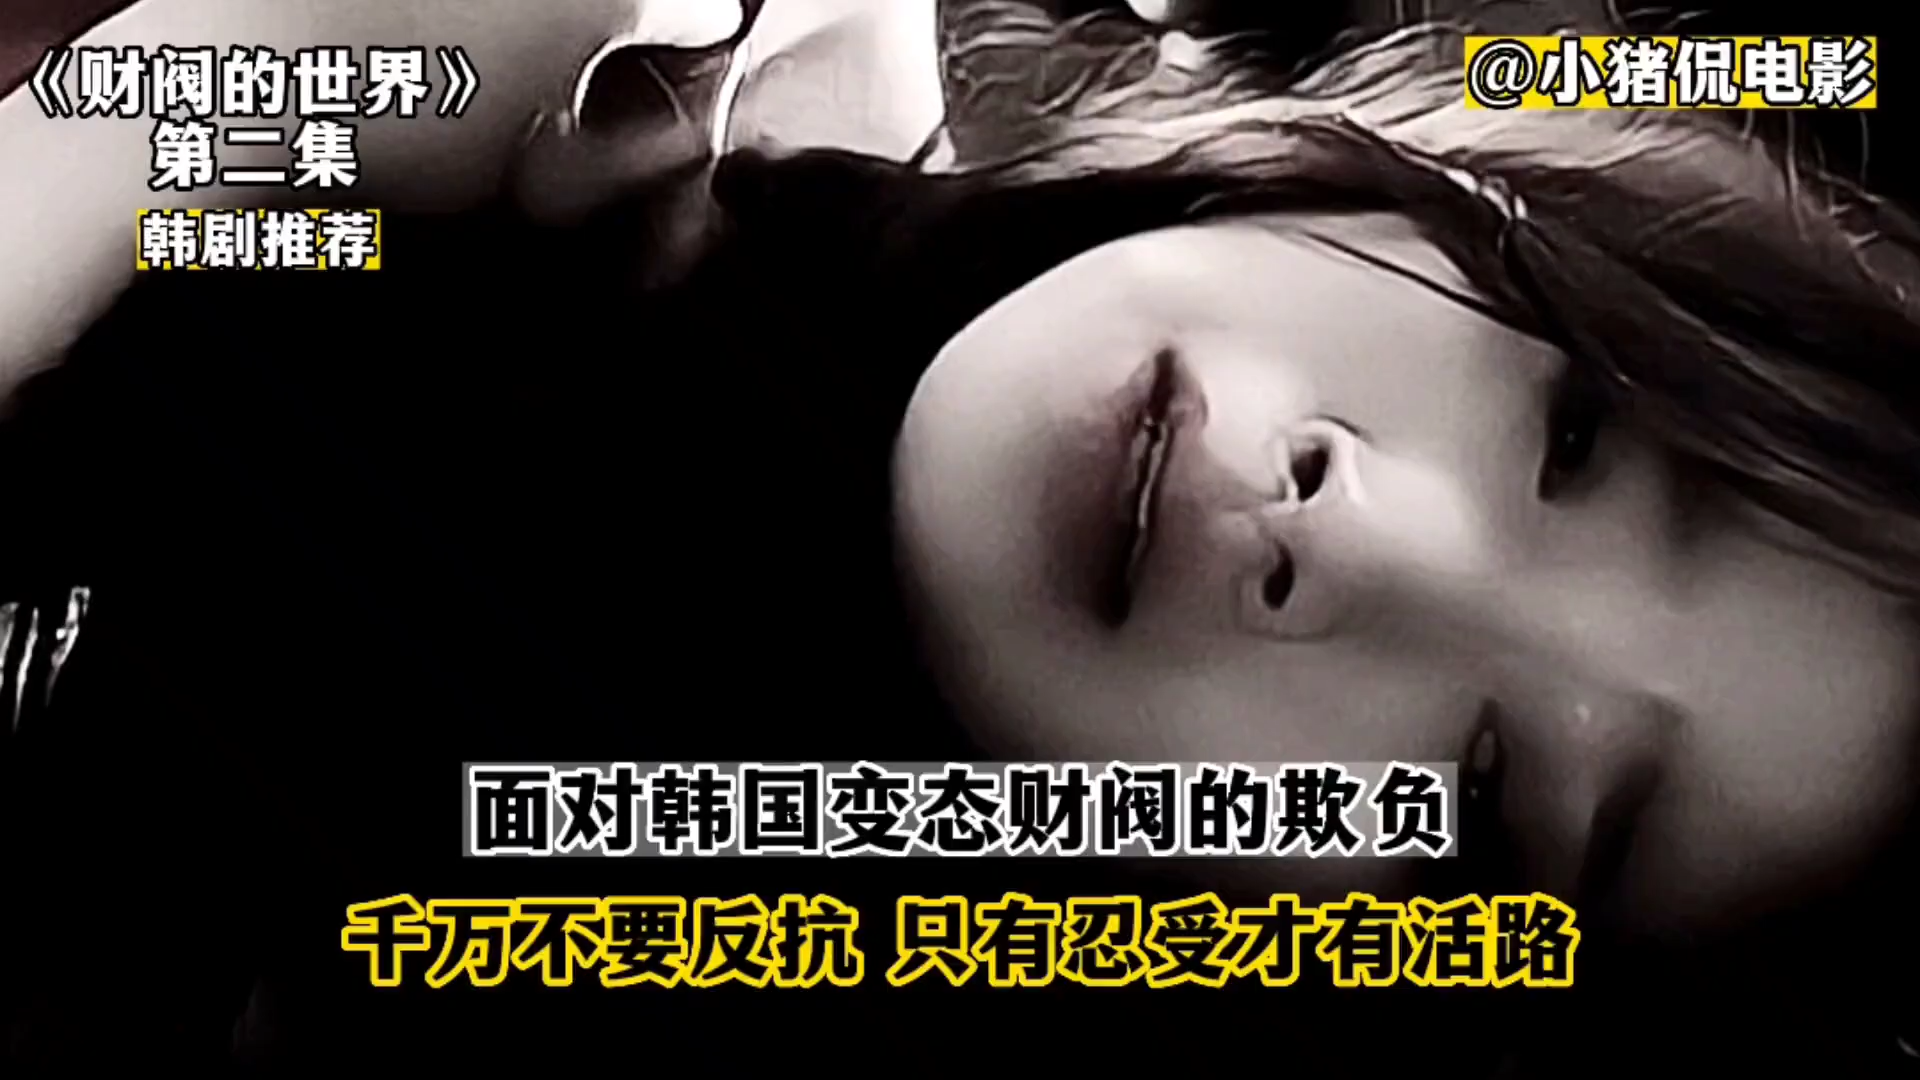 《财阀的世界》
第二集
韩剧推荐
@小猪侃电影
面对韩国变态财阀的欺负
千万不要反抗 只有忍受才有活路